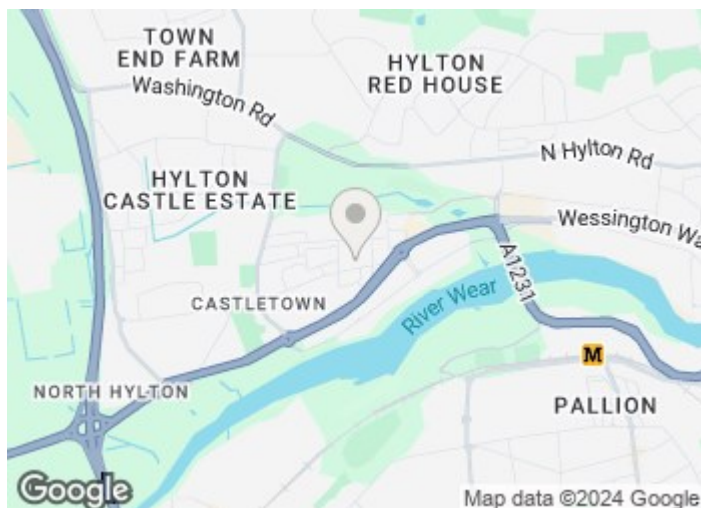 TOWN
END FARM
HYLTON
RED HOUSE
Washington Rd
N Hylton Rd
HYLTON
CASTLE ESTATE
Wessington Wa
CASTLETOWN
River Wear
A1231
M
NORTH HYLTON
PALLION
Google
Map data ©2024 Google